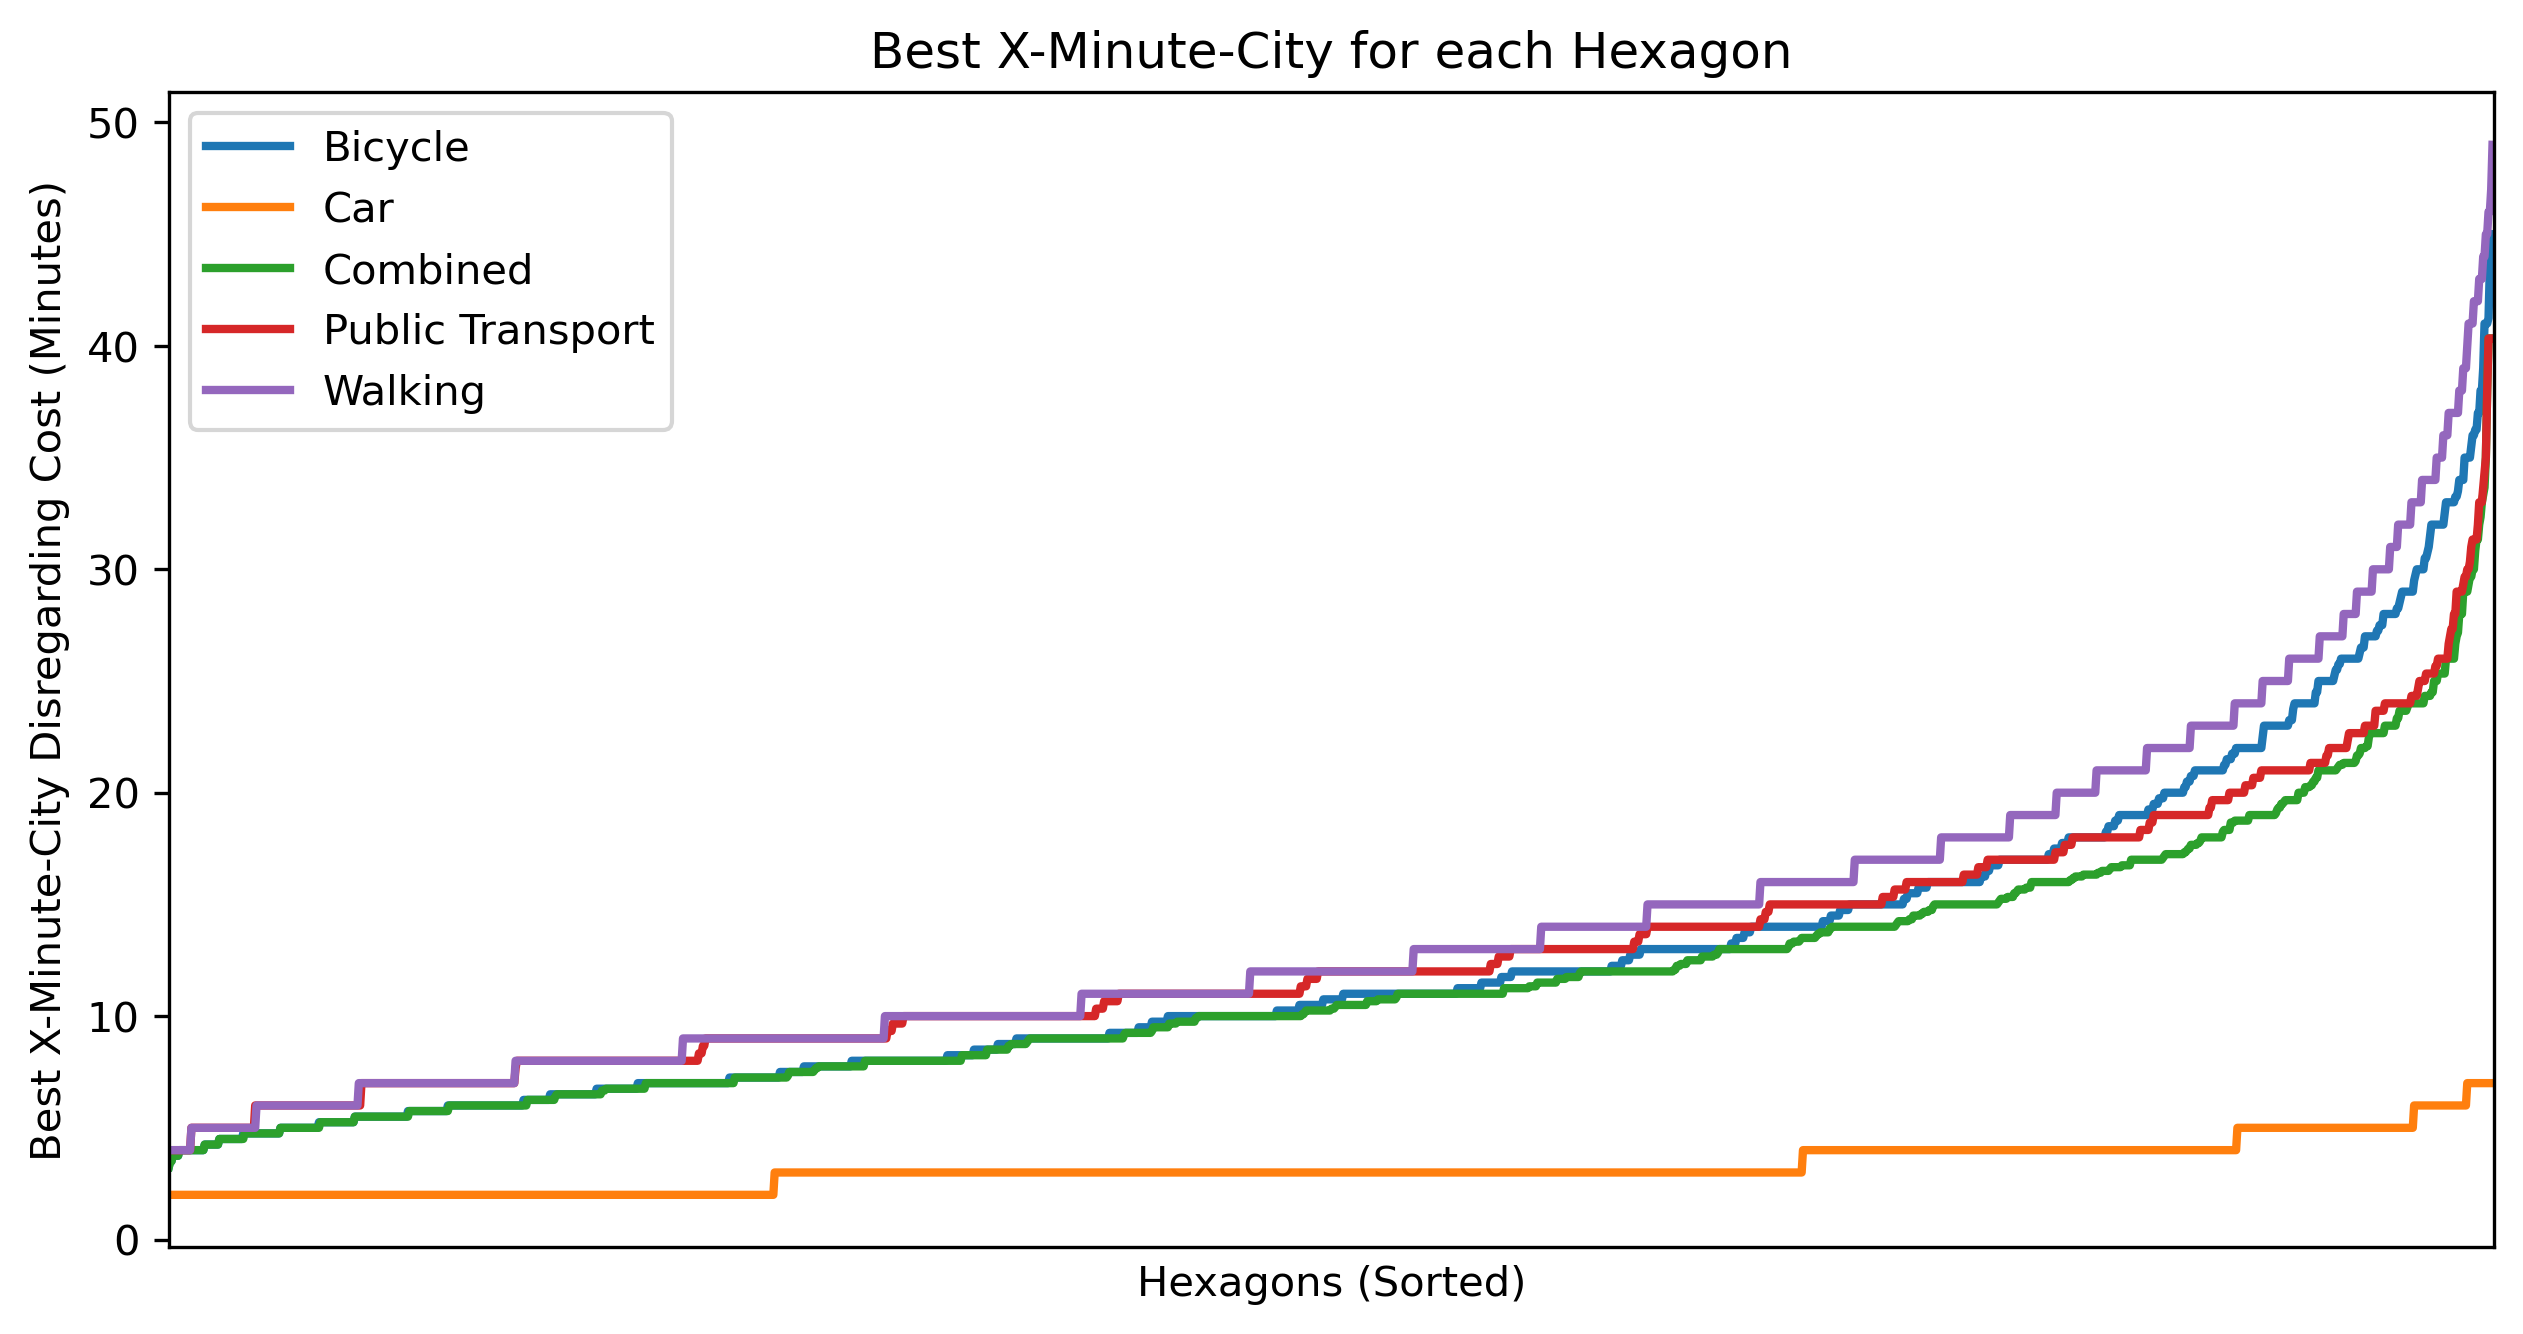 Best X-Minute-City for each Hexagon
Best X-Minute-City Disregarding Cost (Minutes)
50
40
30
20
10
0
Bicycle
Car
Combined
Public Transport
Walking
Hexagons (Sorted)